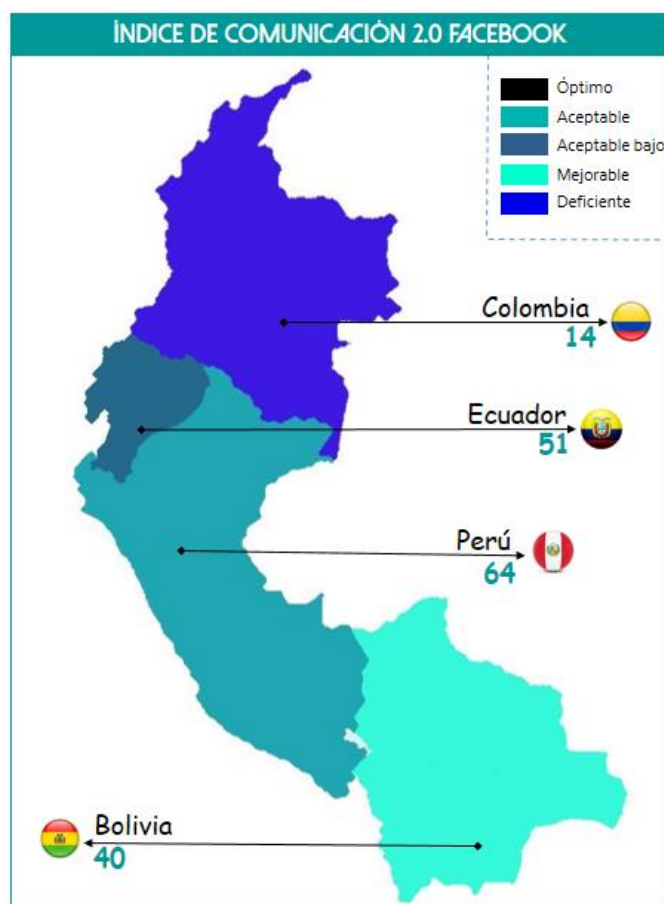 ÍNDICE DE COMUNICACIÓN 2.0 FACEBOOK
Óptimo
Aceptable
Aceptable bajo
Mejorable
Deficiente
Colombia
14
Ecuador
51
Perú
64
Bolivia
40